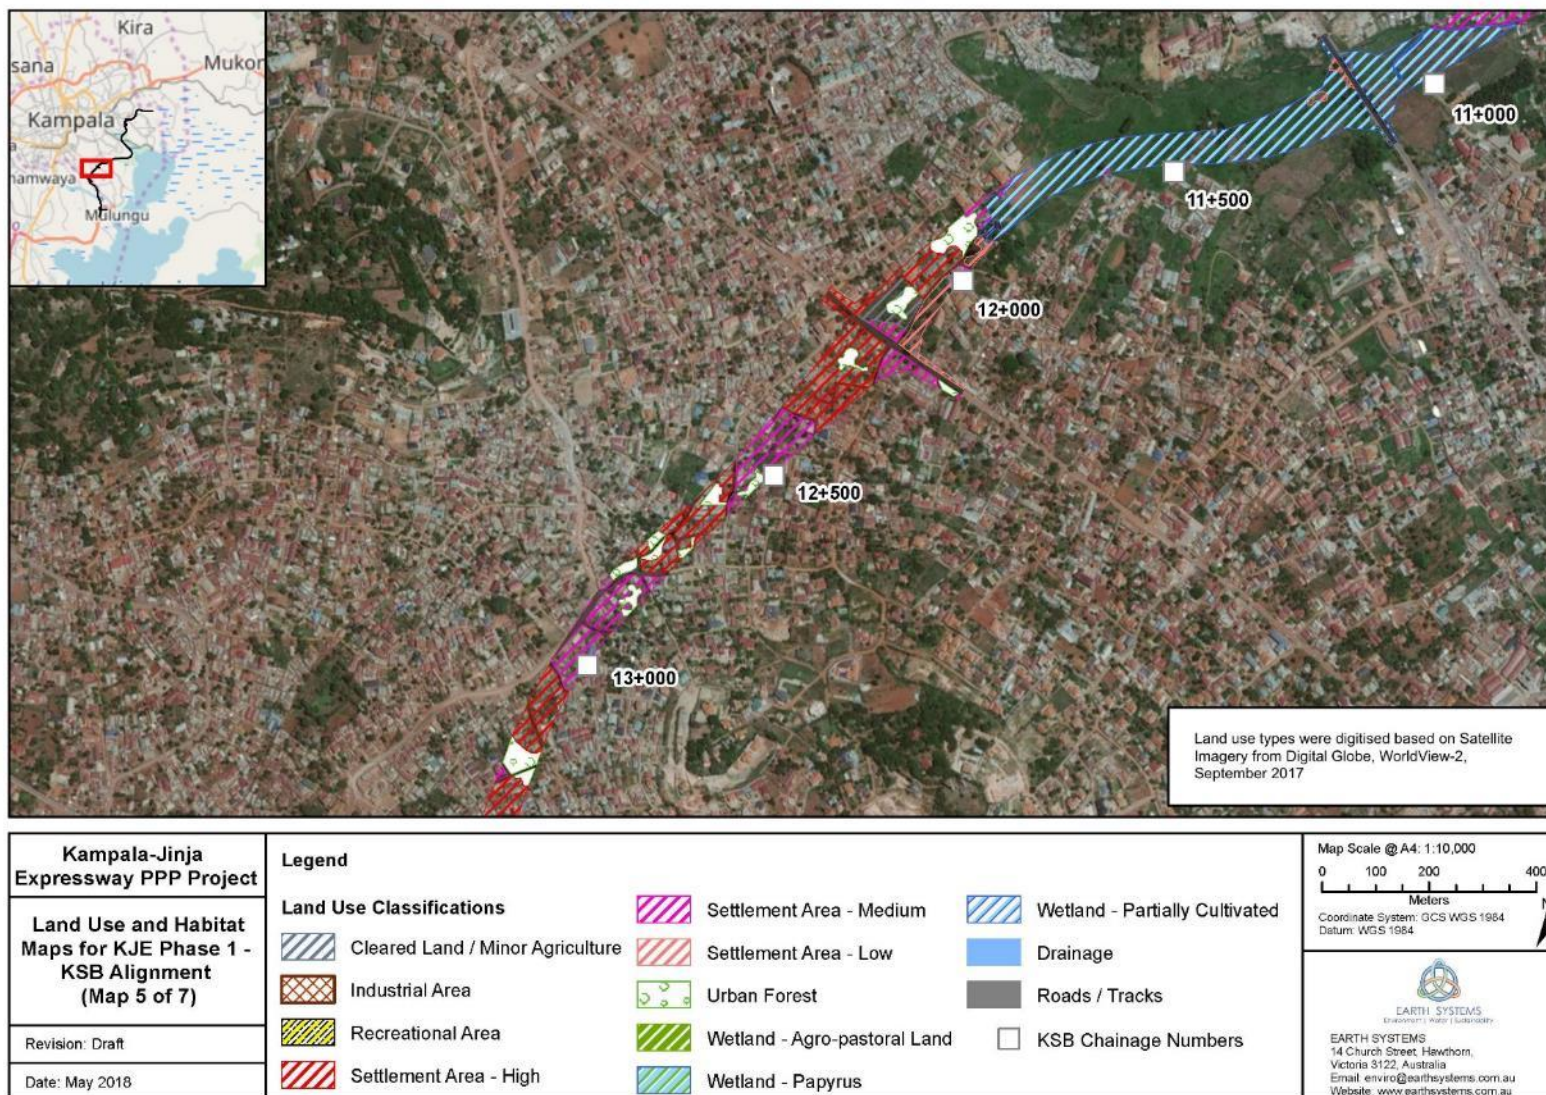 Kira
sana
Mukor
Kampala
namwaya
Mulungu
11+000
11+500
12+000
12+500
13+000
Land use types were digitised based on Satellite
Imagery from Digital Globe, WorldView-2,
September 2017
Kampala-Jinja
Expressway PPP Project
Land Use and Habitat
Maps for KJE Phase 1 -
KSB Alignment
(Map 5 of 7)
Revision: Draft
Date: May 2018
Legend
Land Use Classifications
Cleared Land / Minor Agriculture
Industrial Area
Recreational Area
Settlement Area - High
Settlement Area - Medium
Settlement Area - Low
Urban Forest
Wetland - Agro-pastoral Land
Wetland - Papyrus
Wetland - Partially Cultivated
Drainage
Roads / Tracks
KSB Chainage Numbers
Map Scale @ A4: 1:10,000
0 100 200 400
Meters
Coordinate System: GCS WGS 1984
Datum: WGS 1984
EARTH SYSTEMS
Environment | Water | Sustainability
EARTH SYSTEMS
14 Church Street, Hawthorn,
Victoria 3122, Australia
Email: enviro@earthsystems.com.au
Website: www.earthsystems.com.au